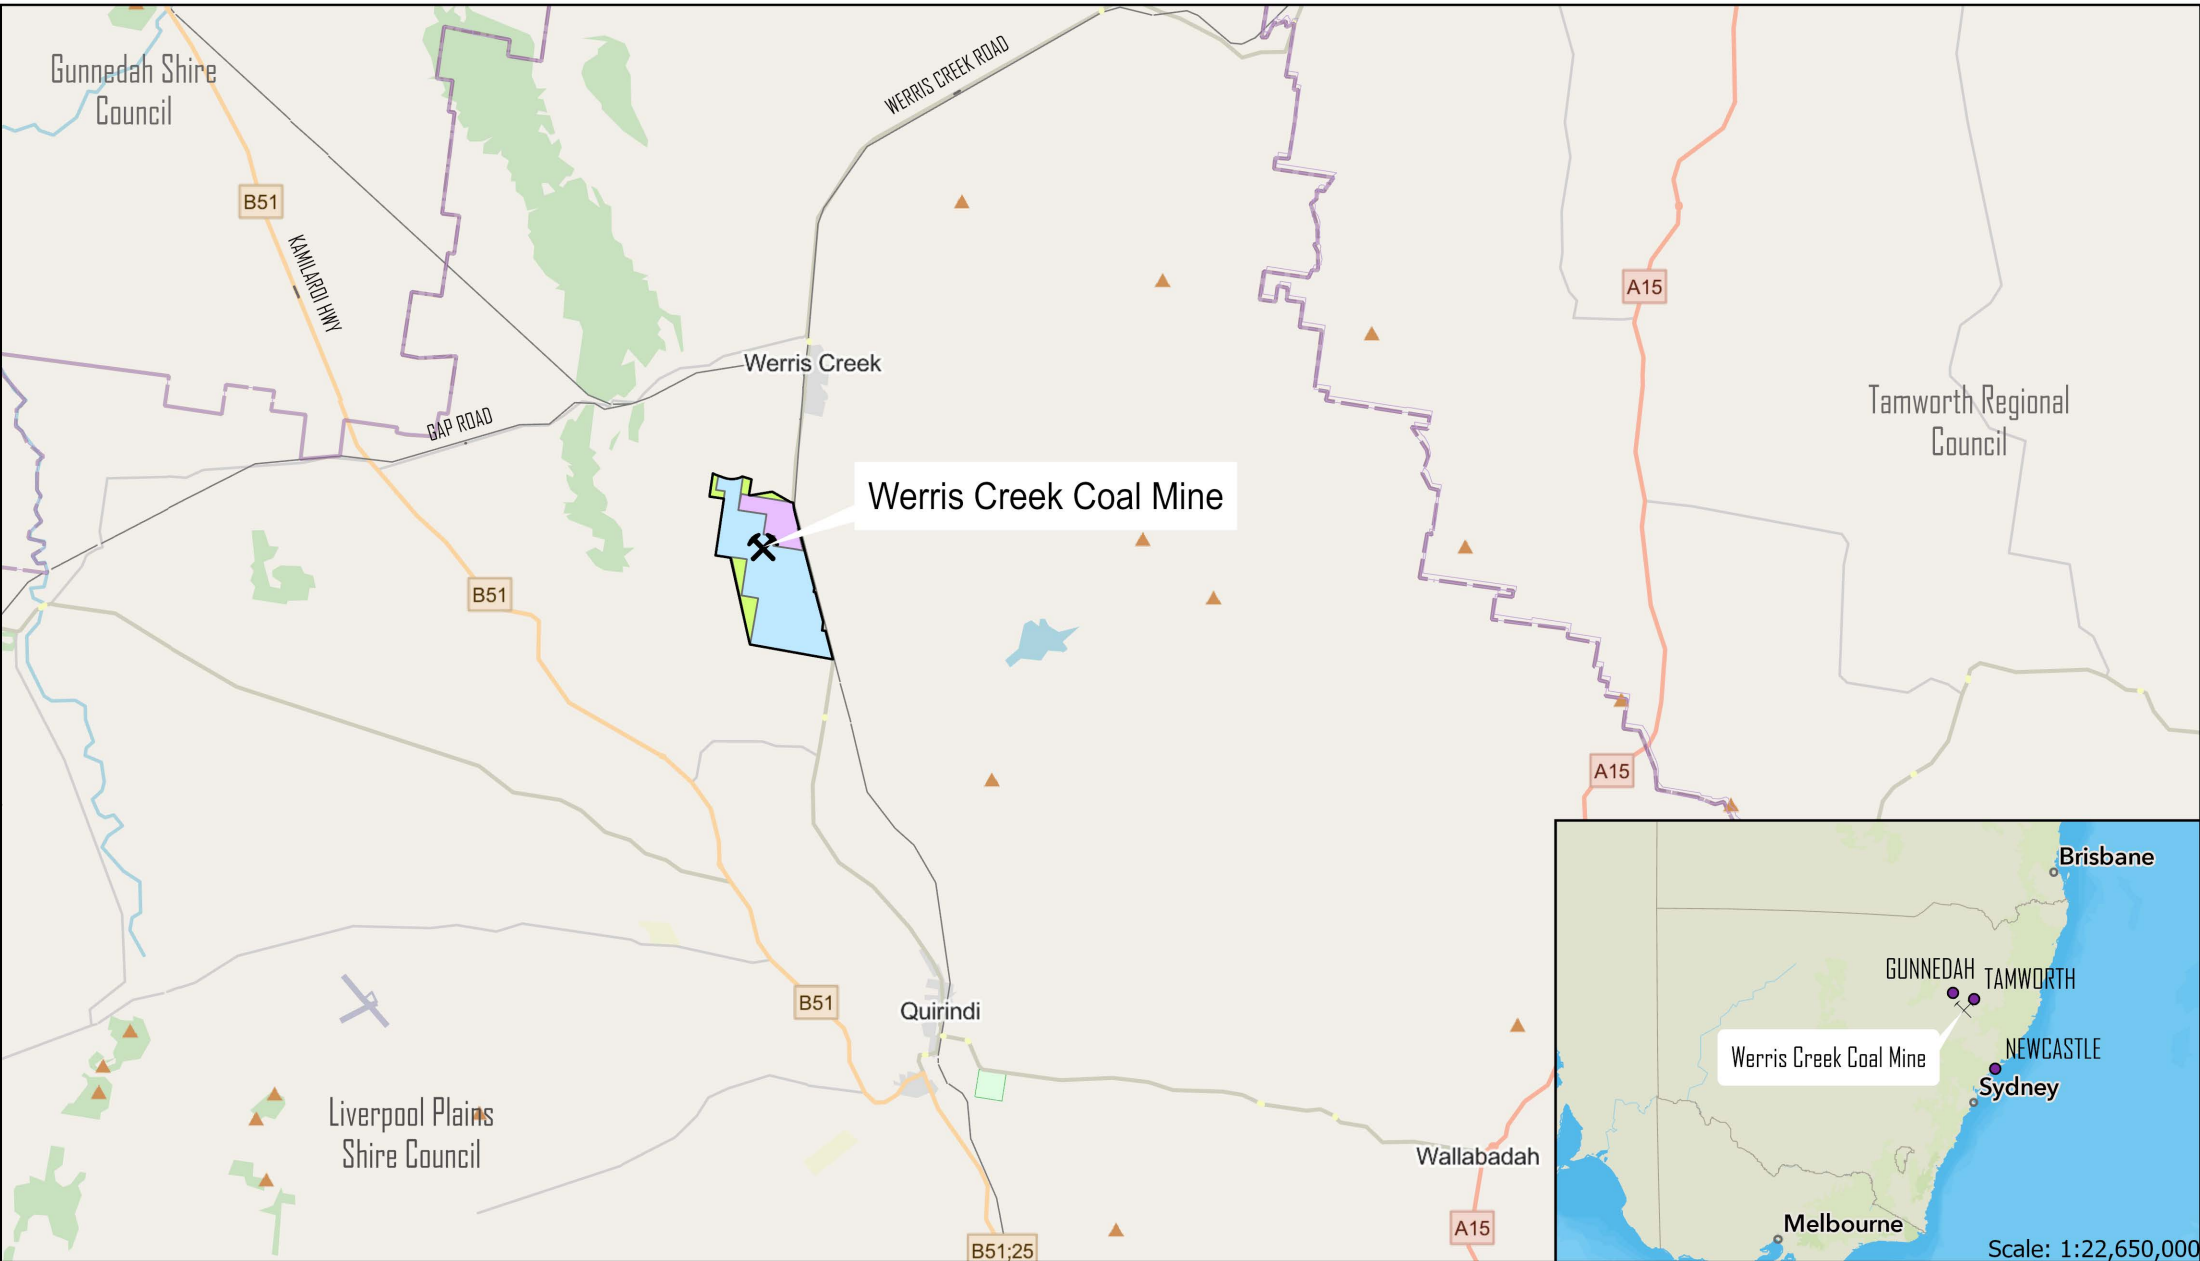 Gunnedah Shire
Council
WERRIS CREEK ROAD
B51
KAMILAROI HWY
A15
Werris Creek
Tamworth Regional
Council
GAP ROAD
Werris Creek Coal Mine
B51
A15
Brisbane
GUNNEDAH
TAMWORTH
B51
Quirindi
Werris Creek Coal Mine
NEWCASTLE
Sydney
Liverpool Plains
Shire Council
Wallabadah
A15
Melbourne
B51;25
Scale: 1:22,650,000